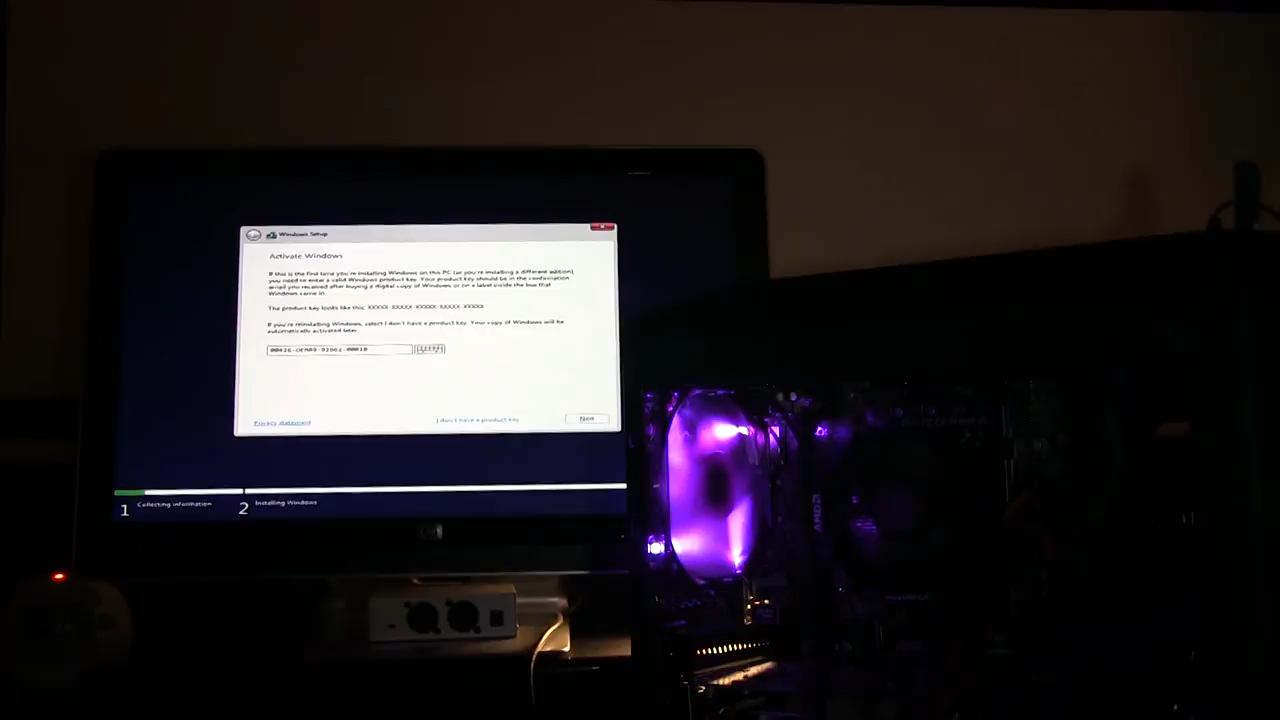 Windows Setup
Activate Windows
If this is the first time you're installing Windows on this PC (or you're installing a different edition),
you need to enter a valid Windows product key. Your product key should be in the confirmation
email you received after buying a digital copy of Windows or on a label inside the box that
Windows came in.
The product key looks like this: XXXXX-XXXXX-XXXXX-XXXXX-XXXXX
If you're reinstalling Windows, select I don't have a product key. Your copy of Windows will be
automatically activated later.
Privacy statement
I don't have a product key
Next
1 Collecting information
2 Installing Windows
hp
AMD